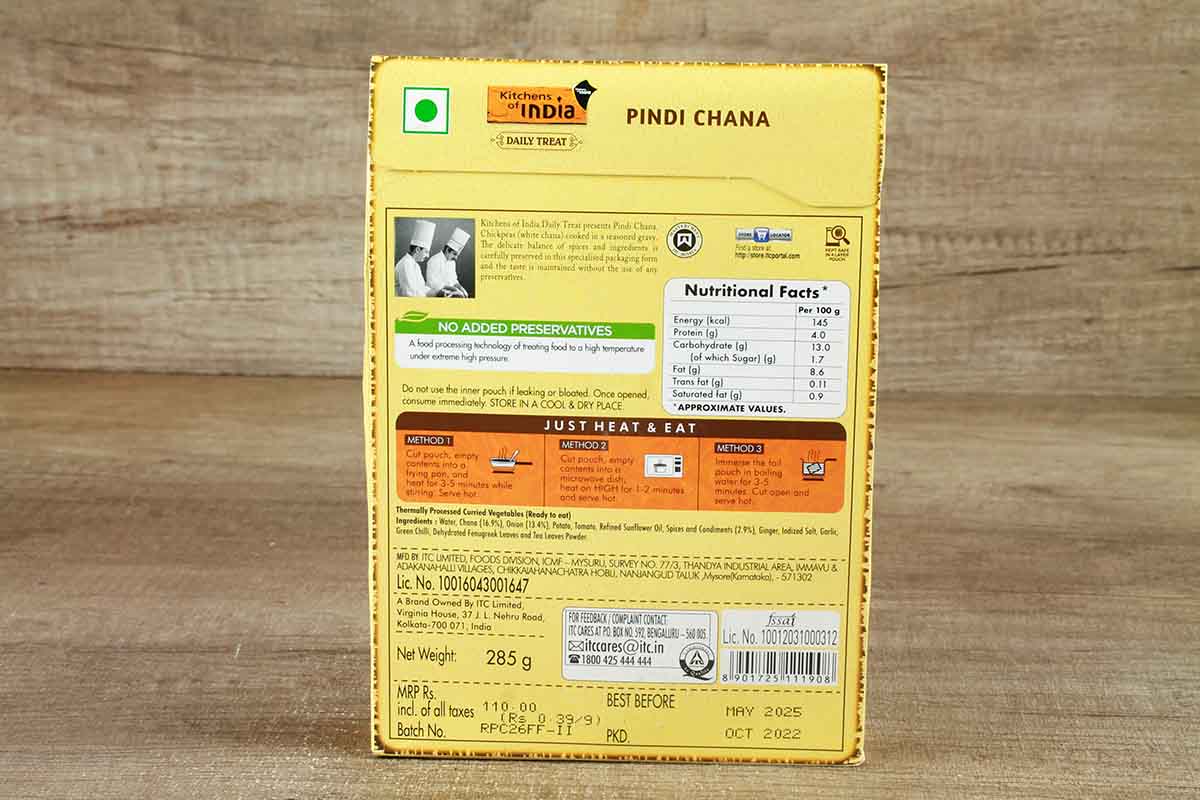 Kitchens
of India
DAILY TREAT
PINDI CHANA
Kitchens of India Daily Treat presents Pindi Chana.
Chickpeas (white chana) cooked in a seasoned gravy.
The delicate balance of spices and ingredients is
carefully preserved in this specialised packaging form
and the taste is maintained without the use of any
preservatives.
STORE LOCATOR
Find a store at
http://store.itcportal.com
KEPT SAFE
IN A 4 LAYER
POUCH
NO ADDED PRESERVATIVES
A food processing technology of treating food to a high temperature
under extreme high pressure.
Nutritional Facts*
Per 100 g
Energy (kcal) 145
Protein (g) 4.0
Carbohydrate (g) 13.0
(of which Sugar) (g) 1.7
Fat (g) 8.6
Trans fat (g) 0.11
Saturated fat (g) 0.9
*APPROXIMATE VALUES.
Do not use the inner pouch if leaking or bloated. Once opened,
consume immediately. STORE IN A COOL & DRY PLACE.
JUST HEAT & EAT
METHOD 1
Cut pouch, empty
contents into a
frying pan, and
heat for 3-5 minutes while
stirring. Serve hot.
METHOD 2
Cut pouch, empty
contents into a
microwave dish,
heat on HIGH for 1-2 minutes
and serve hot.
METHOD 3
Immerse the foil
pouch in boiling
water for 3-5
minutes. Cut open and
serve hot.
Thermally Processed Curried Vegetables (Ready to eat)
Ingredients : Water, Chana (16.9%), Onion (13.4%), Potato, Tomato, Refined Sunflower Oil, Spices and Condiments (2.9%), Ginger, Iodized Salt, Garlic,
Green Chilli, Dehydrated Fenugreek Leaves and Tea Leaves Powder.
MFD BY. ITC LIMITED, FOODS DIVISION, ICMF – MYSURU, SURVEY NO. 77/3, THANDYA INDUSTRIAL AREA, IMMAVU &
ADAKANAHALLI VILLAGES, CHIKKAIAHANACHATRA HOBLI, NANJANGUD TALUK ,Mysore(Karnataka), - 571302
Lic. No. 10016043001647
A Brand Owned By ITC Limited,
Virginia House, 37 J. L. Nehru Road,
Kolkata-700 071, India
FOR FEEDBACK / COMPLAINT CONTACT:
ITC CARES AT P.O. BOX NO. 592, BENGALURU – 560 005.
itccares@itc.in
1800 425 444 444
fssai
Lic. No. 10012031000312
8 901725 111908
Net Weight: 285 g
MRP Rs.
incl. of all taxes 110.00
(Rs 0.39/g)
Batch No. RPC26FF-II
BEST BEFORE MAY 2025
PKD. OCT 2022